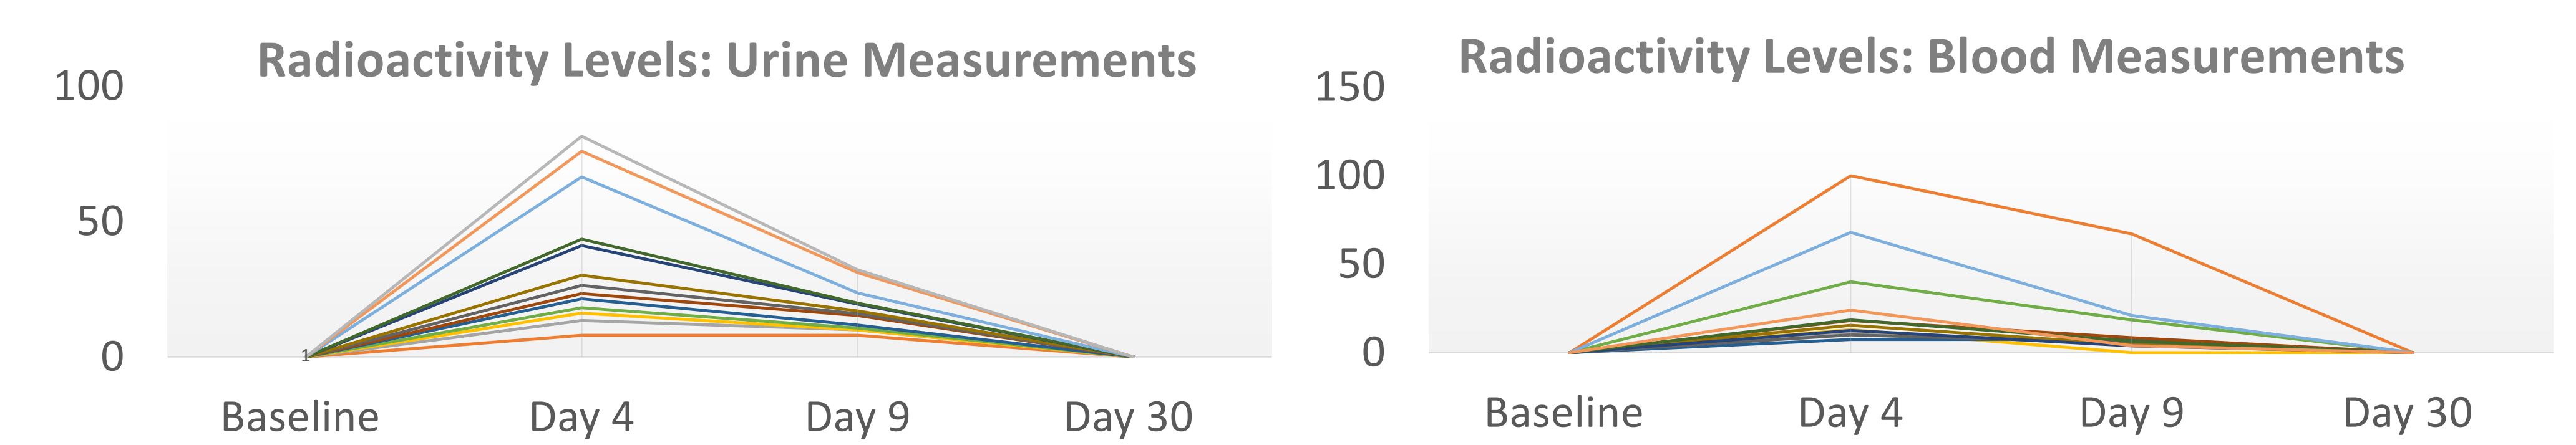 Radioactivity Levels: Urine Measurements
100
50
0
1
Baseline Day 4 Day 9 Day 30
Radioactivity Levels: Blood Measurements
150
100
50
0
Baseline Day 4 Day 9 Day 30